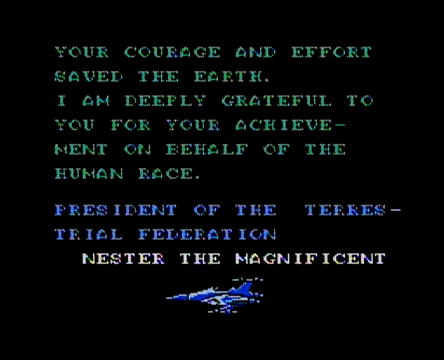 YOUR COURAGE AND EFFORT
SAVED THE EARTH.
I AM DEEPLY GRATEFUL TO
YOU FOR YOUR ACHIEVE-
MENT ON BEHALF OF THE
HUMAN RACE.
PRESIDENT OF THE TERRES-
TRIAL FEDERATION
NESTER THE MAGNIFICENT